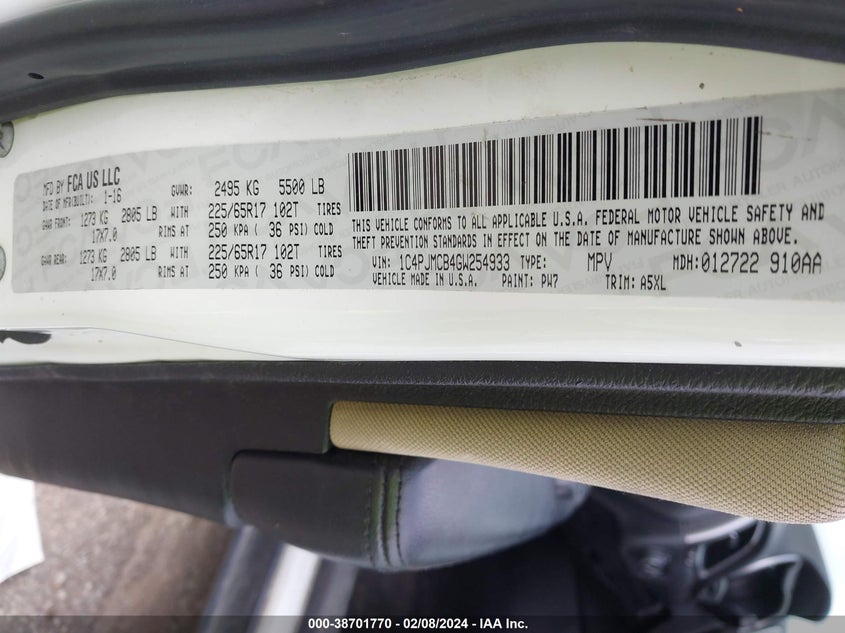 MFD BY FCA US LLC
DATE OF MFR(BUILT): 1-16
GVWR: 2495 KG 5500 LB
GAWR FRONT: 1273 KG 2805 LB WITH 225/65R17 102T TIRES
17X7.0 RIMS AT 250 KPA ( 36 PSI) COLD
GAWR REAR: 1273 KG 2805 LB WITH 225/65R17 102T TIRES
17X7.0 RIMS AT 250 KPA ( 36 PSI) COLD
THIS VEHICLE CONFORMS TO ALL APPLICABLE U.S.A. FEDERAL MOTOR VEHICLE SAFETY AND
THEFT PREVENTION STANDARDS IN EFFECT ON THE DATE OF MANUFACTURE SHOWN ABOVE.
VIN: 1C4PJMCB4GW254933 TYPE: MPV MDH: 012722 910AA
VEHICLE MADE IN U.S.A. PAINT: PW7 TRIM: A5XL
000-38701770 - 02/08/2024 - IAA Inc.